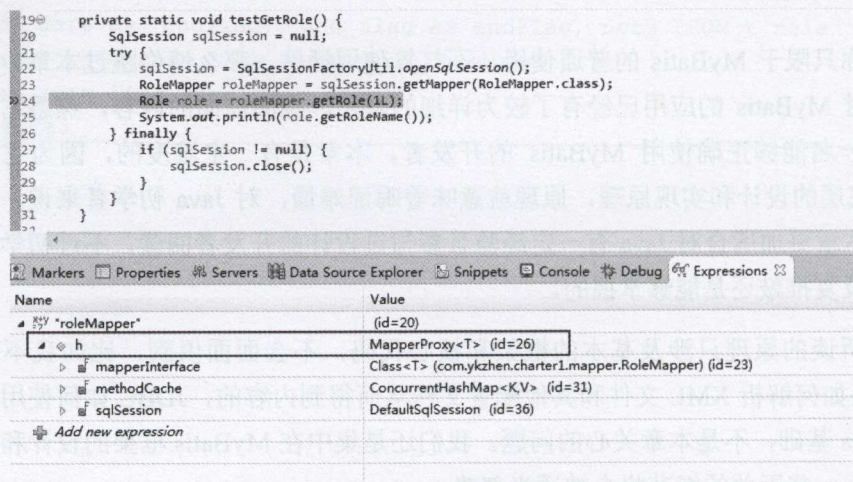 19 private static void testGetRole() {
20 SqlSession sqlSession = null;
21 try {
22 sqlSession = SqlSessionFactoryUtil.openSqlSession();
23 RoleMapper roleMapper = sqlSession.getMapper(RoleMapper.class);
24 Role role = roleMapper.getRole(1L);
25 System.out.println(role.getRoleName());
26 } finally {
27 if (sqlSession != null) {
28 sqlSession.close();
29 }
30 }
31 }
Markers Properties Servers Data Source Explorer Snippets Console Debug Expressions
Name Value
"roleMapper" (id=20)
h MapperProxy<T> (id=26)
mapperInterface Class<T> (com.ykzhen.charter1.mapper.RoleMapper) (id=23)
methodCache ConcurrentHashMap<K,V> (id=31)
sqlSession DefaultSqlSession (id=36)
Add new expression